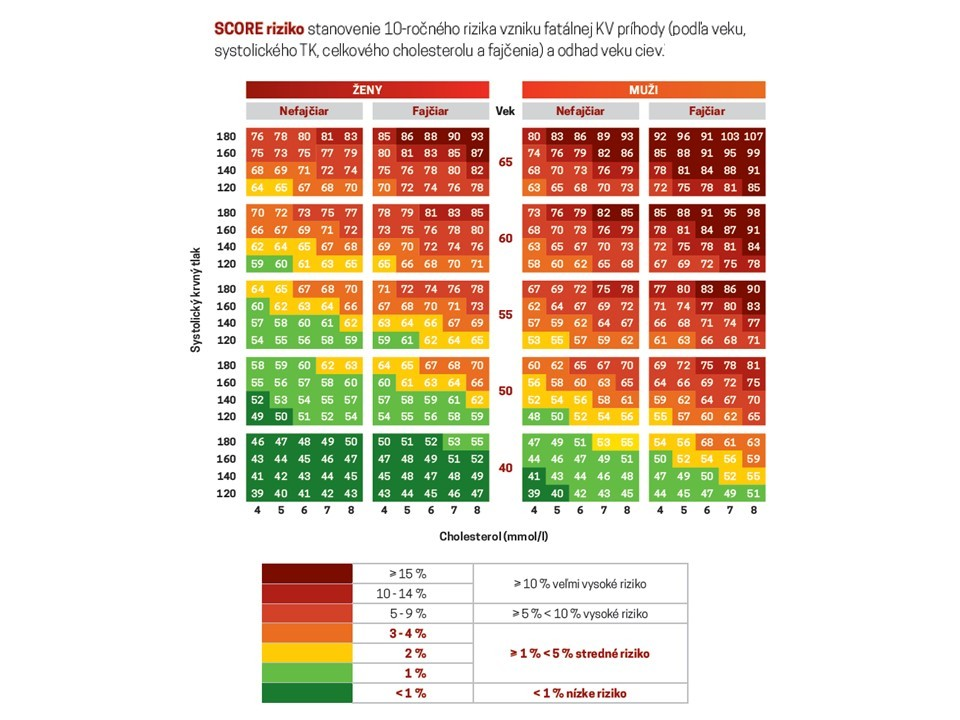 SCORE riziko stanovenie 10-ročného rizika vzniku fatálnej KV príhody (podľa veku,
systolického TK, celkového cholesterolu a fajčenia) a odhad veku ciev.
ŽENY MUŽI
Nefajčiar Fajčiar Vek Nefajčiar Fajčiar
180 76 78 80 81 83 85 86 88 90 93 80 83 86 89 93 92 96 91 103 107
160 75 73 75 77 79 80 81 83 85 87 74 76 79 82 86 85 88 91 95 99
65
140 68 69 71 72 74 75 76 78 80 82 68 70 73 76 79 78 81 84 88 91
120 64 65 67 68 70 70 72 74 76 78 63 65 68 70 73 72 75 78 81 85
180 70 72 73 75 77 78 79 81 83 85 73 76 79 82 85 85 88 91 95 98
160 66 67 69 71 72 73 75 76 78 80 68 70 73 76 79 78 81 84 87 91
60
140 62 64 65 67 68 69 70 72 74 76 63 65 67 70 73 72 75 78 81 84
120 59 60 61 63 65 65 66 68 70 71 58 60 62 65 68 67 69 72 75 78
180 64 65 67 68 70 71 72 74 76 78 67 69 72 75 78 77 80 83 86 90
160 60 62 63 64 66 67 68 70 71 73 62 64 67 69 72 71 74 77 80 83
55
140 57 58 60 61 62 63 64 66 67 69 57 59 62 64 67 66 68 71 74 77
120 54 55 56 58 59 59 61 62 64 65 53 55 57 59 62 61 63 66 68 71
180 58 59 60 62 63 64 65 67 68 70 60 62 65 67 70 69 72 75 78 81
160 55 56 57 58 60 60 61 63 64 66 56 58 60 63 65 64 66 69 72 75
50
140 52 53 54 55 57 57 58 59 61 62 52 54 56 58 61 59 62 64 67 70
120 49 50 51 52 54 54 55 56 58 59 48 50 52 54 56 55 57 60 62 65
180 46 47 48 49 50 50 51 52 53 55 47 49 51 53 55 54 56 68 61 63
160 43 44 45 46 47 47 48 49 51 52 44 46 47 49 51 50 52 54 56 59
40
140 41 42 43 44 45 45 48 47 48 49 41 43 44 46 48 47 49 50 52 55
120 39 40 41 42 43 43 44 45 46 47 39 40 42 43 45 44 45 47 49 51
4 5 6 7 8 4 5 6 7 8 4 5 6 7 8 4 5 6 7 8
Systolický krvný tlak
Cholesterol (mmol/l)
≥ 15 %
≥ 10 % veľmi vysoké riziko
10 - 14 %
5 - 9 % ≥ 5 % < 10 % vysoké riziko
3 - 4 %
2 % ≥ 1 % < 5 % stredné riziko
1 %
< 1 % < 1 % nízke riziko